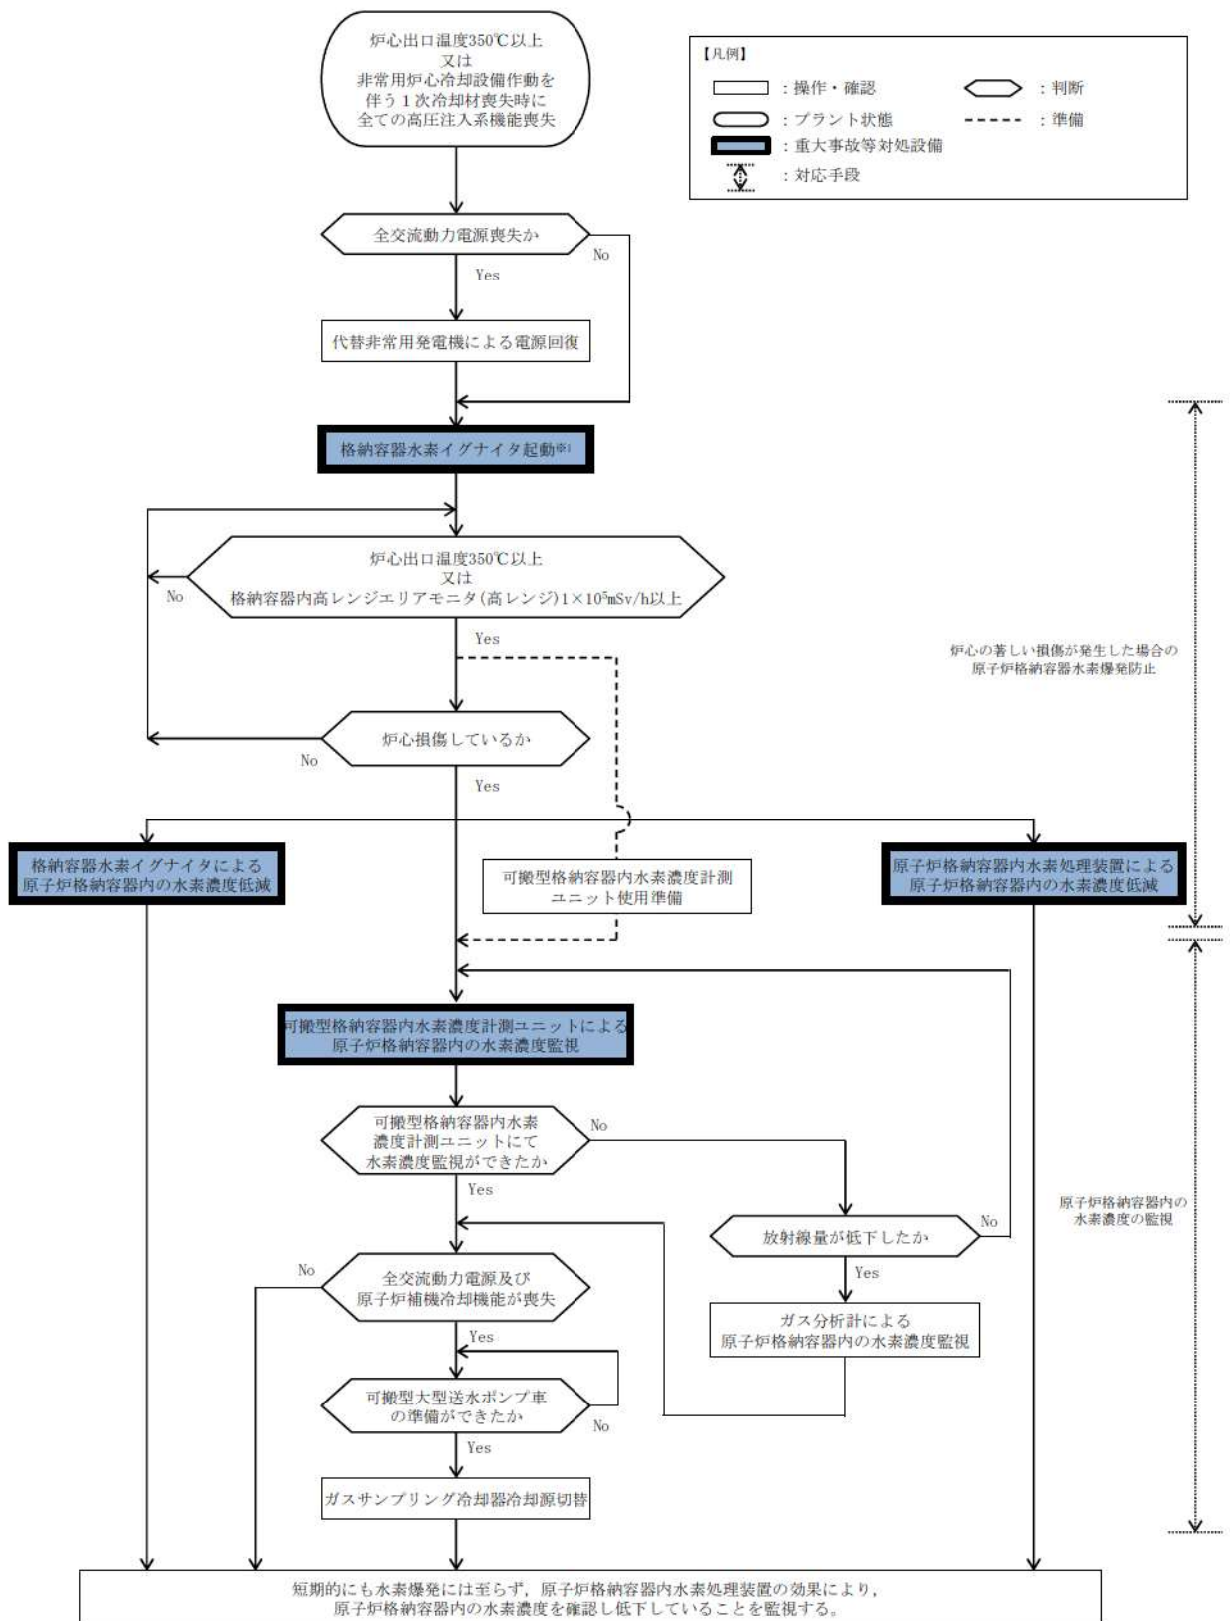 炉心出口温度350℃以上
又は
非常用炉心冷却設備作動を
伴う１次冷却材喪失時に
全ての高圧注入系機能喪失
【凡例】
：操作・確認
：判断
：プラント状態
：準備
：重大事故等対処設備
：対応手段
全交流動力電源喪失か
No
Yes
代替非常用発電機による電源回復
格納容器水素イグナイタ起動※1
炉心出口温度350℃以上
又は
格納容器内高レンジエリアモニタ(高レンジ)1×10⁵mSv/h以上
No
Yes
炉心の著しい損傷が発生した場合の
原子炉格納容器水素爆発防止
炉心損傷しているか
No
Yes
格納容器水素イグナイタによる
原子炉格納容器内の水素濃度低減
可搬型格納容器内水素濃度計測
ユニット使用準備
原子炉格納容器内水素処理装置による
原子炉格納容器内の水素濃度低減
可搬型格納容器内水素濃度計測ユニットによる
原子炉格納容器内の水素濃度監視
可搬型格納容器内水素
濃度計測ユニットにて
水素濃度監視ができたか
No
Yes
原子炉格納容器内の
水素濃度の監視
放射線量が低下したか
No
Yes
全交流動力電源及び
原子炉補機冷却機能が喪失
No
Yes
ガス分析計による
原子炉格納容器内の水素濃度監視
可搬型大型送水ポンプ車
の準備ができたか
No
Yes
ガスサンプリング冷却器冷却源切替
短期的にも水素爆発には至らず，原子炉格納容器内水素処理装置の効果により，
原子炉格納容器内の水素濃度を確認し低下していることを監視する。